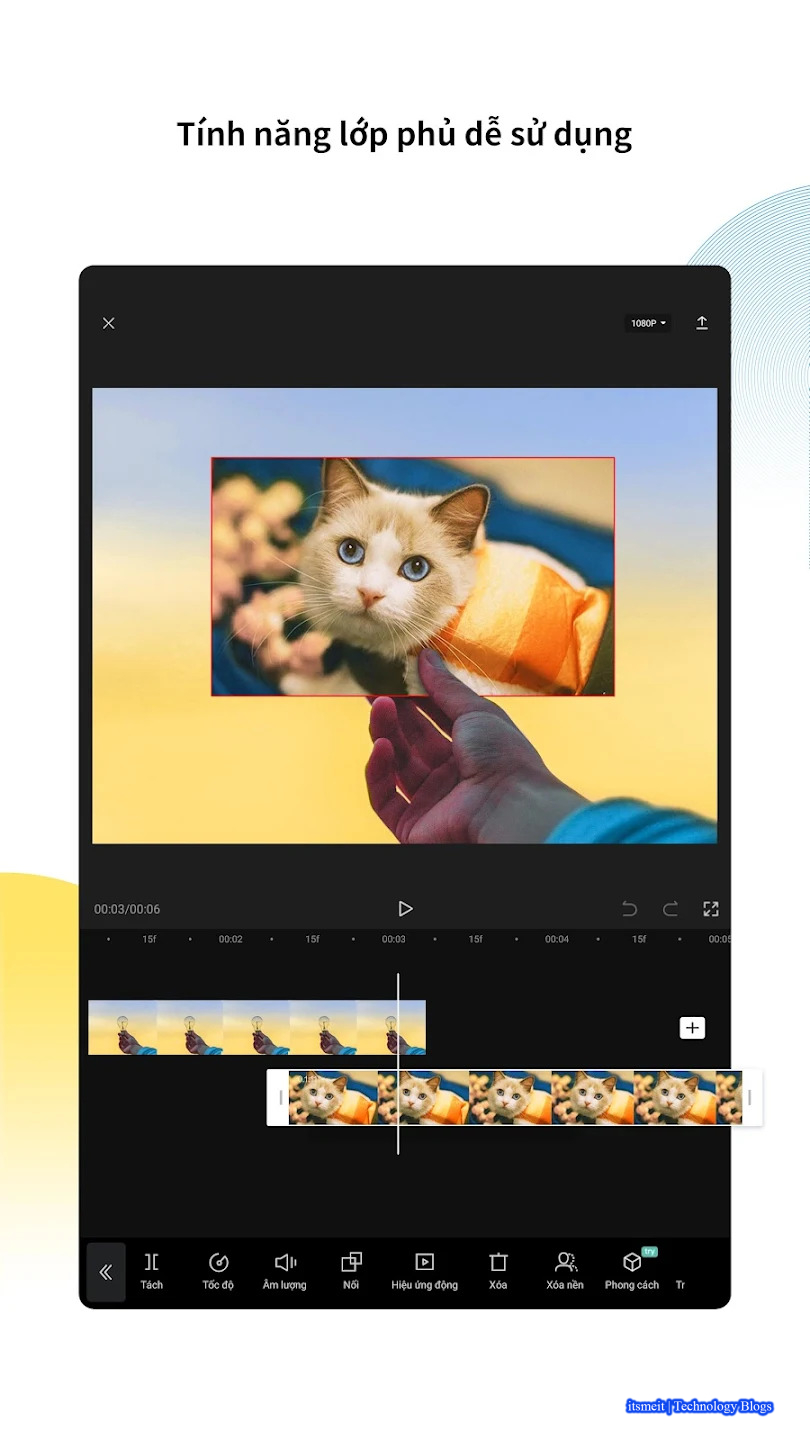 Tính năng lớp phủ dễ sử dụng
1080P
00:03/00:06
15f 00:02 15f 00:03 15f 00:04 15f
Tách Tốc độ Âm lượng Nối Hiệu ứng động Xóa Xóa nền Phong cách Tr
try
itsmeit | Technology Blogs